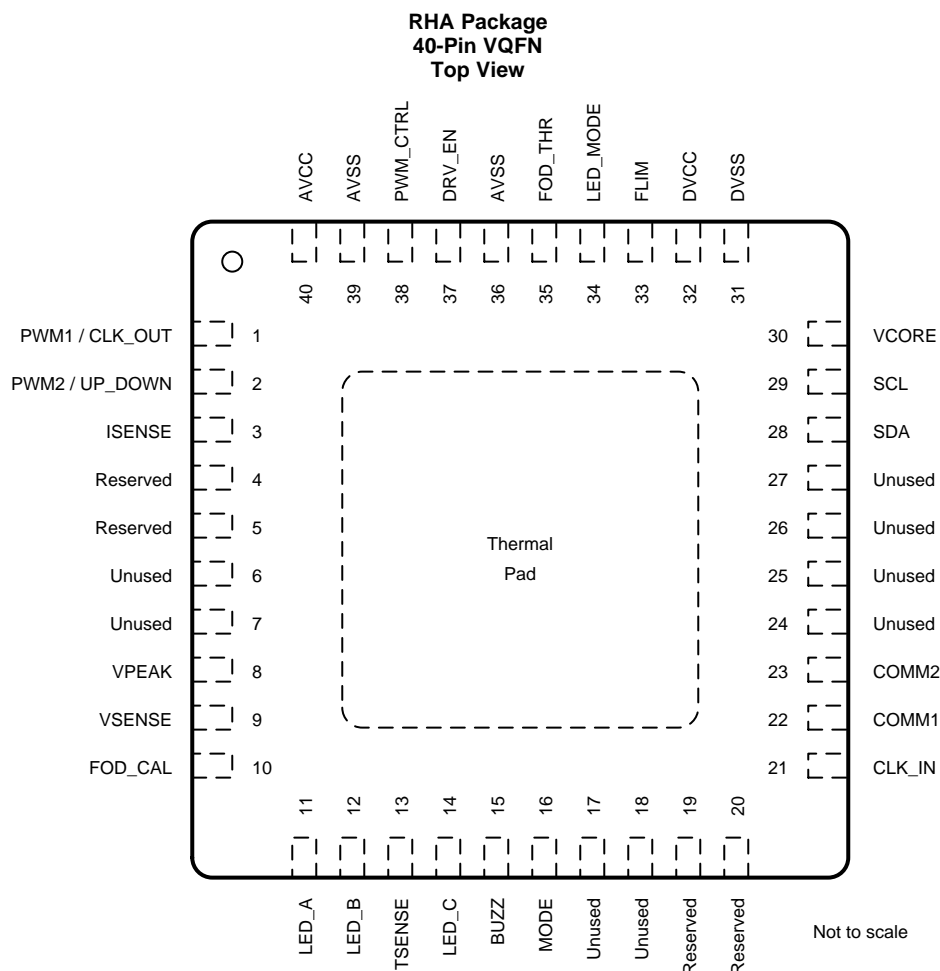 RHA Package
40-Pin VQFN
Top View
AVCC
AVSS
PWM_CTRL
DRV_EN
AVSS
FOD_THR
LED_MODE
FLIM
DVCC
DVSS
40
39
38
37
36
35
34
33
32
31
PWM1 / CLK_OUT 1
PWM2 / UP_DOWN 2
ISENSE 3
Reserved 4
Reserved 5
Unused 6
Unused 7
VPEAK 8
VSENSE 9
FOD_CAL 10
30 VCORE
29 SCL
28 SDA
27 Unused
26 Unused
25 Unused
24 Unused
23 COMM2
22 COMM1
21 CLK_IN
Thermal
Pad
11
12
13
14
15
16
17
18
19
20
LED_A
LED_B
TSENSE
LED_C
BUZZ
MODE
Unused
Unused
Reserved
Reserved
Not to scale